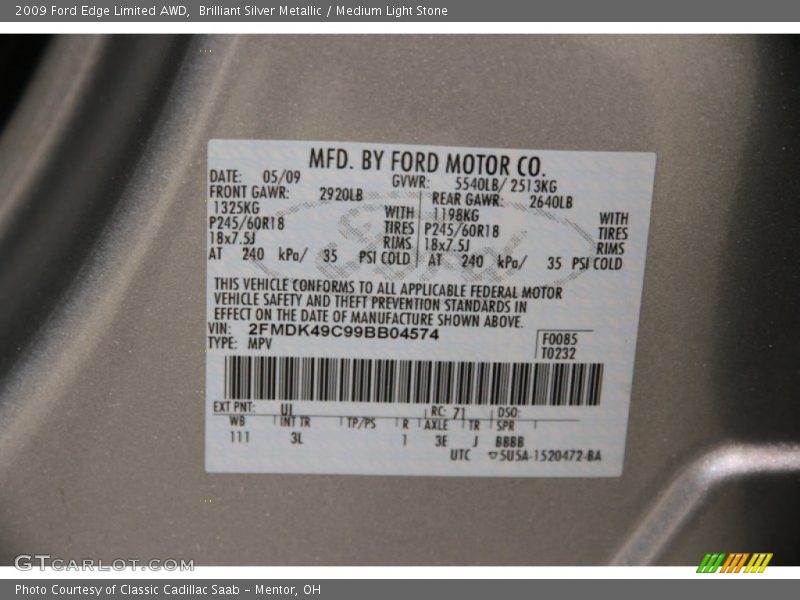 2009 Ford Edge Limited AWD,  Brilliant Silver Metallic / Medium Light Stone
MFD. BY FORD MOTOR CO.
DATE: 05/09 GVWR: 5540LB/ 2513KG
FRONT GAWR: 2920LB REAR GAWR: 2640LB
1325KG WITH 1198KG WITH
P245/60R18 TIRES P245/60R18 TIRES
18x7.5J RIMS 18x7.5J RIMS
AT 240 kPa/ 35 PSI COLD AT 240 kPa/ 35 PSI COLD
THIS VEHICLE CONFORMS TO ALL APPLICABLE FEDERAL MOTOR
VEHICLE SAFETY AND THEFT PREVENTION STANDARDS IN
EFFECT ON THE DATE OF MANUFACTURE SHOWN ABOVE.
VIN: 2FMDK49C99BB04574
TYPE: MPV
F0085
T0232
EXT PNT: UI RC: 71 DSO:
WB INT TR TP/PS R AXLE TR SPR
111 3L 1 3E J BBBB
UTC ▽5U5A-1520472-BA
GTCARLOT.COM
Photo Courtesy of Classic Cadillac Saab - Mentor, OH